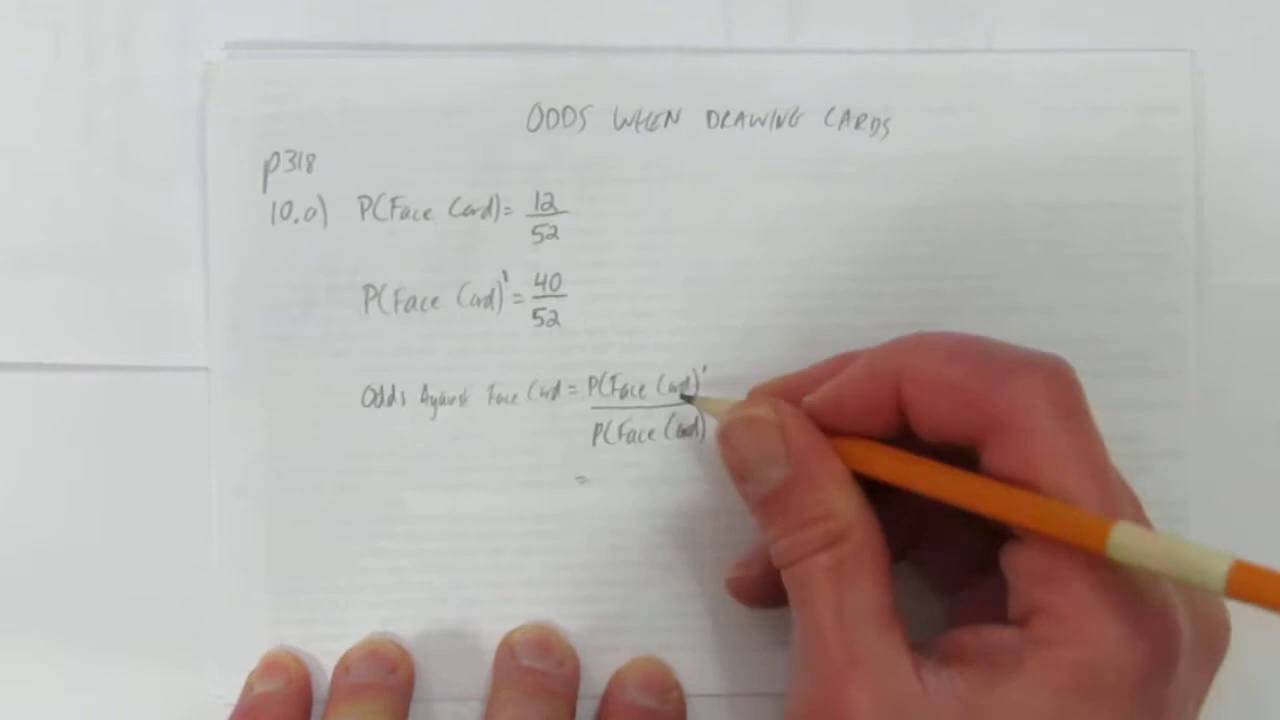 ODDS WHEN DRAWING CARDS
p318
10.a) P(Face Card) = 12/52
P(Face Card)' = 40/52
Odds Against Face Card = P(Face Card)'/P(Face Card)
=